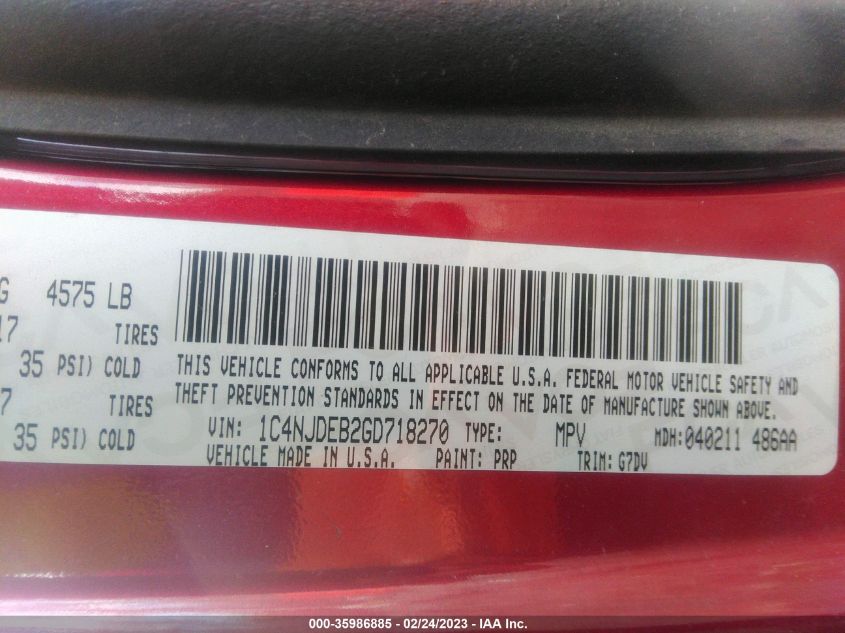 G 4575 LB
17 TIRES
35 PSI) COLD
7 TIRES
35 PSI) COLD
THIS VEHICLE CONFORMS TO ALL APPLICABLE U.S.A. FEDERAL MOTOR VEHICLE SAFETY AND
THEFT PREVENTION STANDARDS IN EFFECT ON THE DATE OF MANUFACTURE SHOWN ABOVE.
VIN: 1C4NJDEB2GD718270 TYPE: MPV MDH:040211 486AA
VEHICLE MADE IN U.S.A. PAINT: PRP TRIM: G7DV
000-35986885 - 02/24/2023 - IAA Inc.